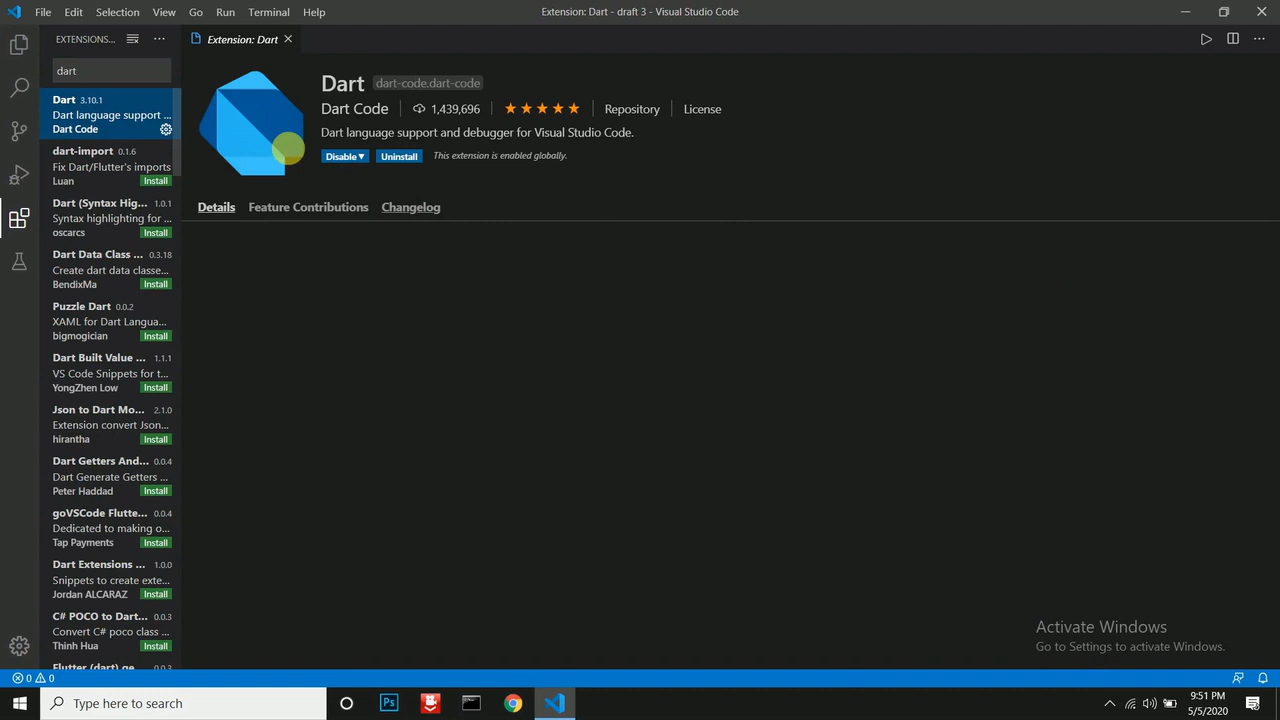 File Edit Selection View Go Run Terminal Help
Extension: Dart - draft 3 - Visual Studio Code
EXTENSIONS...
dart
Dart 3.10.1
Dart language support ...
Dart Code
dart-import 0.1.6
Fix Dart/Flutter's imports
Luan Install
Dart (Syntax Hig... 1.0.1
Syntax highlighting for ...
oscarcs Install
Dart Data Class ... 0.3.18
Create dart data classe...
BendixMa Install
Puzzle Dart 0.0.2
XAML for Dart Langua...
bigmogician Install
Dart Built Value ... 1.1.1
VS Code Snippets for t...
YongZhen Low Install
Json to Dart Mo... 2.1.0
Extension convert Json...
hirantha Install
Dart Getters And... 0.0.4
Dart Generate Getters ...
Peter Haddad Install
goVSCode Flutte... 0.0.4
Dedicated to making o...
Tap Payments Install
Dart Extensions ... 1.0.0
Snippets to create exte...
Jordan ALCARAZ Install
C# POCO to Dart... 0.0.3
Convert C# poco class ...
Thinh Hua Install
Flutter (dart) ge... 0.0.3
Extension: Dart
Dart dart-code.dart-code
Dart Code 1,439,696 Repository License
Dart language support and debugger for Visual Studio Code.
Disable Uninstall This extension is enabled globally.
Details Feature Contributions Changelog
Activate Windows
Go to Settings to activate Windows.
0 0
Type here to search
Ps
9:51 PM
5/5/2020